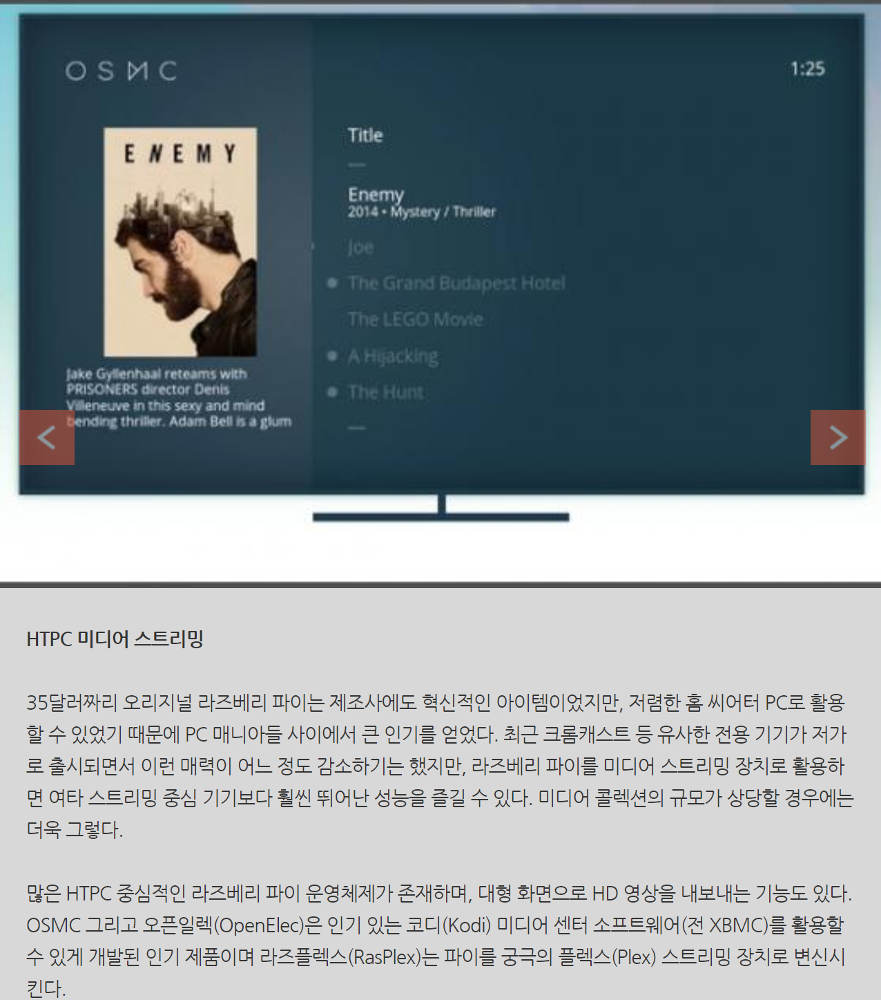 OSMC
1:25
ENEMY
Jake Gyllenhaal reteams with
PRISONERS director Denis
Villeneuve in this sexy and mind
bending thriller. Adam Bell is a glum
Title
Enemy
2014 • Mystery / Thriller
Joe
The Grand Budapest Hotel
The LEGO Movie
A Hijacking
The Hunt
HTPC 미디어 스트리밍
35달러짜리 오리지널 라즈베리 파이는 제조사에도 혁신적인 아이템이었지만, 저렴한 홈 씨어터 PC로 활용
할 수 있었기 때문에 PC 매니아들 사이에서 큰 인기를 얻었다. 최근 크롬캐스트 등 유사한 전용 기기가 저가
로 출시되면서 이런 매력이 어느 정도 감소하기는 했지만, 라즈베리 파이를 미디어 스트리밍 장치로 활용하
면 여타 스트리밍 중심 기기보다 훨씬 뛰어난 성능을 즐길 수 있다. 미디어 콜렉션의 규모가 상당할 경우에는
더욱 그렇다.
많은 HTPC 중심적인 라즈베리 파이 운영체제가 존재하며, 대형 화면으로 HD 영상을 내보내는 기능도 있다.
OSMC 그리고 오픈일렉(OpenElec)은 인기 있는 코디(Kodi) 미디어 센터 소프트웨어(전 XBMC)를 활용할
수 있게 개발된 인기 제품이며 라즈플렉스(RasPlex)는 파이를 궁극의 플렉스(Plex) 스트리밍 장치로 변신시
킨다.